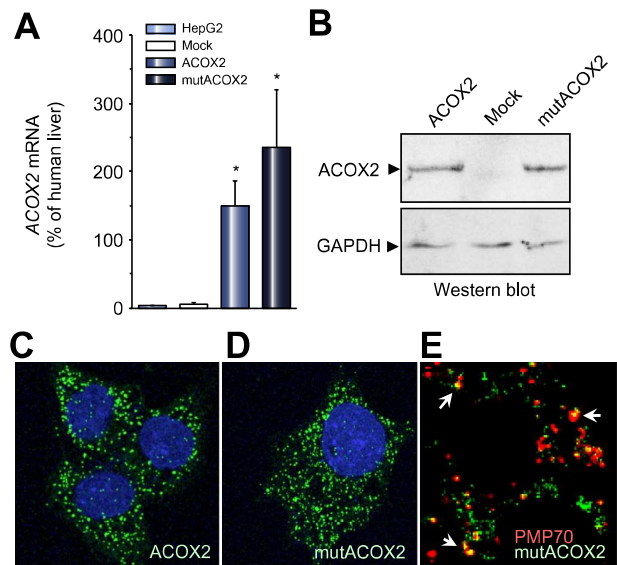 A
HepG2
Mock
ACOX2
mutACOX2
ACOX2 mRNA
(% of human liver)
400
300
200
100
0
*
*
B
ACOX2
Mock
mutACOX2
ACOX2
GAPDH
Western blot
C
ACOX2
D
mutACOX2
E
PMP70
mutACOX2